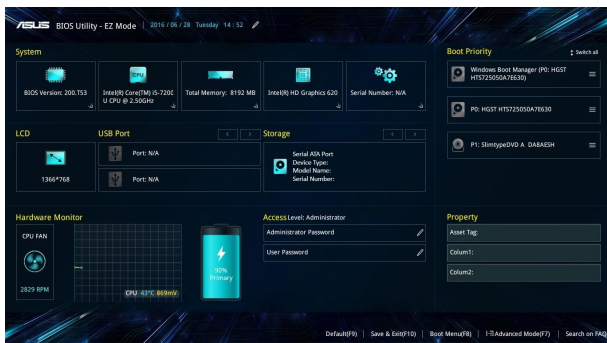 ASUS BIOS Utility - EZ Mode 2016 / 06 / 28 Tuesday 14 : 52
System
BIOS Version: 200.T53
Intel(R) Core(TM) i5-7200
U CPU @ 2.50GHz
Total Memory: 8192 MB
Intel(R) HD Graphics 620
Serial Number: N/A
CPU
LCD
1366*768
USB Port
Port: N/A
Port: N/A
Storage
Serial ATA Port
Device Type:
Model Name:
Serial Number:
Hardware Monitor
CPU FAN
2829 RPM
CPU 43°C 869mV
90%
Primary
Access Level: Administrator
Administrator Password
User Password
Boot Priority
Switch all
Windows Boot Manager (P0: HGST
HTS725050A7E630)
P0: HGST HTS725050A7E630
P1: SlimtypeDVD A DA8AESH
Property
Asset Tag:
Colum1:
Colum2:
Default(F9) | Save & Exit(F10) | Boot Menu(F8) | Advanced Mode(F7) | Search on FAQ